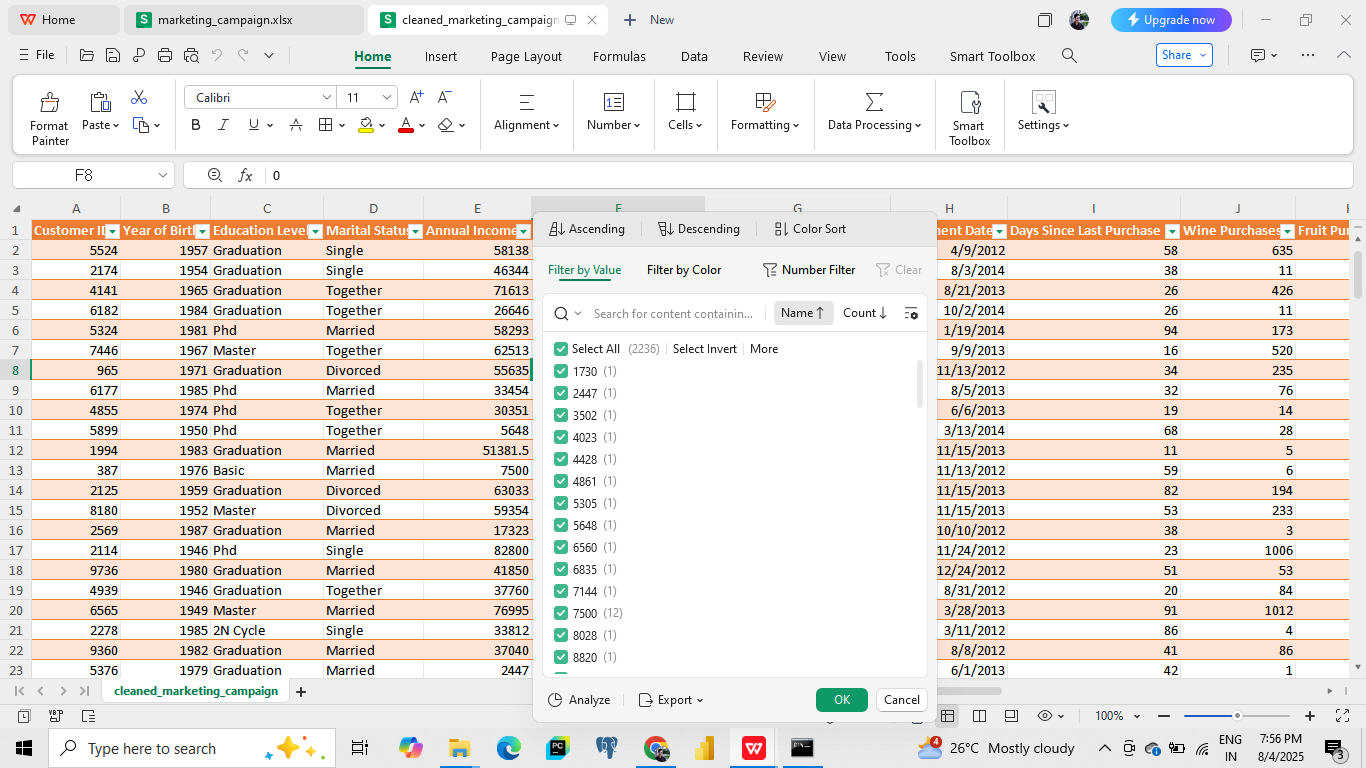 Home marketing_campaign.xlsx cleaned_marketing_campaign New Upgrade now
File Home Insert Page Layout Formulas Data Review View Tools Smart Toolbox Share
Calibri 11
Format Painter Paste B I U A Alignment Number Cells Formatting Data Processing Smart Toolbox Settings
F8 fx 0
A B C D E F G H I J
1 Customer ID Year of Birth Education Level Marital Status Annual Income ment Date Days Since Last Purchase Wine Purchases Fruit Pur
2 5524 1957 Graduation Single 58138 4/9/2012 58 635
3 2174 1954 Graduation Single 46344 8/3/2014 38 11
4 4141 1965 Graduation Together 71613 8/21/2013 26 426
5 6182 1984 Graduation Together 26646 10/2/2014 26 11
6 5324 1981 Phd Married 58293 1/19/2014 94 173
7 7446 1967 Master Together 62513 9/9/2013 16 520
8 965 1971 Graduation Divorced 55635 11/13/2012 34 235
9 6177 1985 Phd Married 33454 8/5/2013 32 76
10 4855 1974 Phd Together 30351 6/6/2013 19 14
11 5899 1950 Phd Together 5648 3/13/2014 68 28
12 1994 1983 Graduation Married 51381.5 11/15/2013 11 5
13 387 1976 Basic Married 7500 11/13/2012 59 6
14 2125 1959 Graduation Divorced 63033 11/15/2013 82 194
15 8180 1952 Master Divorced 59354 11/15/2013 53 233
16 2569 1987 Graduation Married 17323 10/10/2012 38 3
17 2114 1946 Phd Single 82800 11/24/2012 23 1006
18 9736 1980 Graduation Married 41850 12/24/2012 51 53
19 4939 1946 Graduation Together 37760 8/31/2012 20 84
20 6565 1949 Master Married 76995 3/28/2013 91 1012
21 2278 1985 2N Cycle Single 33812 3/11/2012 86 4
22 9360 1982 Graduation Married 37040 8/8/2012 41 86
23 5376 1979 Graduation Married 2447 6/1/2013 42 1
Ascending Descending Color Sort
Filter by Value Filter by Color Number Filter Clear
Search for content containin... Name Count
Select All (2236) Select Invert More
1730 (1)
2447 (1)
3502 (1)
4023 (1)
4428 (1)
4861 (1)
5305 (1)
5648 (1)
6560 (1)
6835 (1)
7144 (1)
7500 (12)
8028 (1)
8820 (1)
Analyze Export OK Cancel
cleaned_marketing_campaign
100%
Type here to search 4 26°C Mostly cloudy ENG IN 7:56 PM 8/4/2025 3